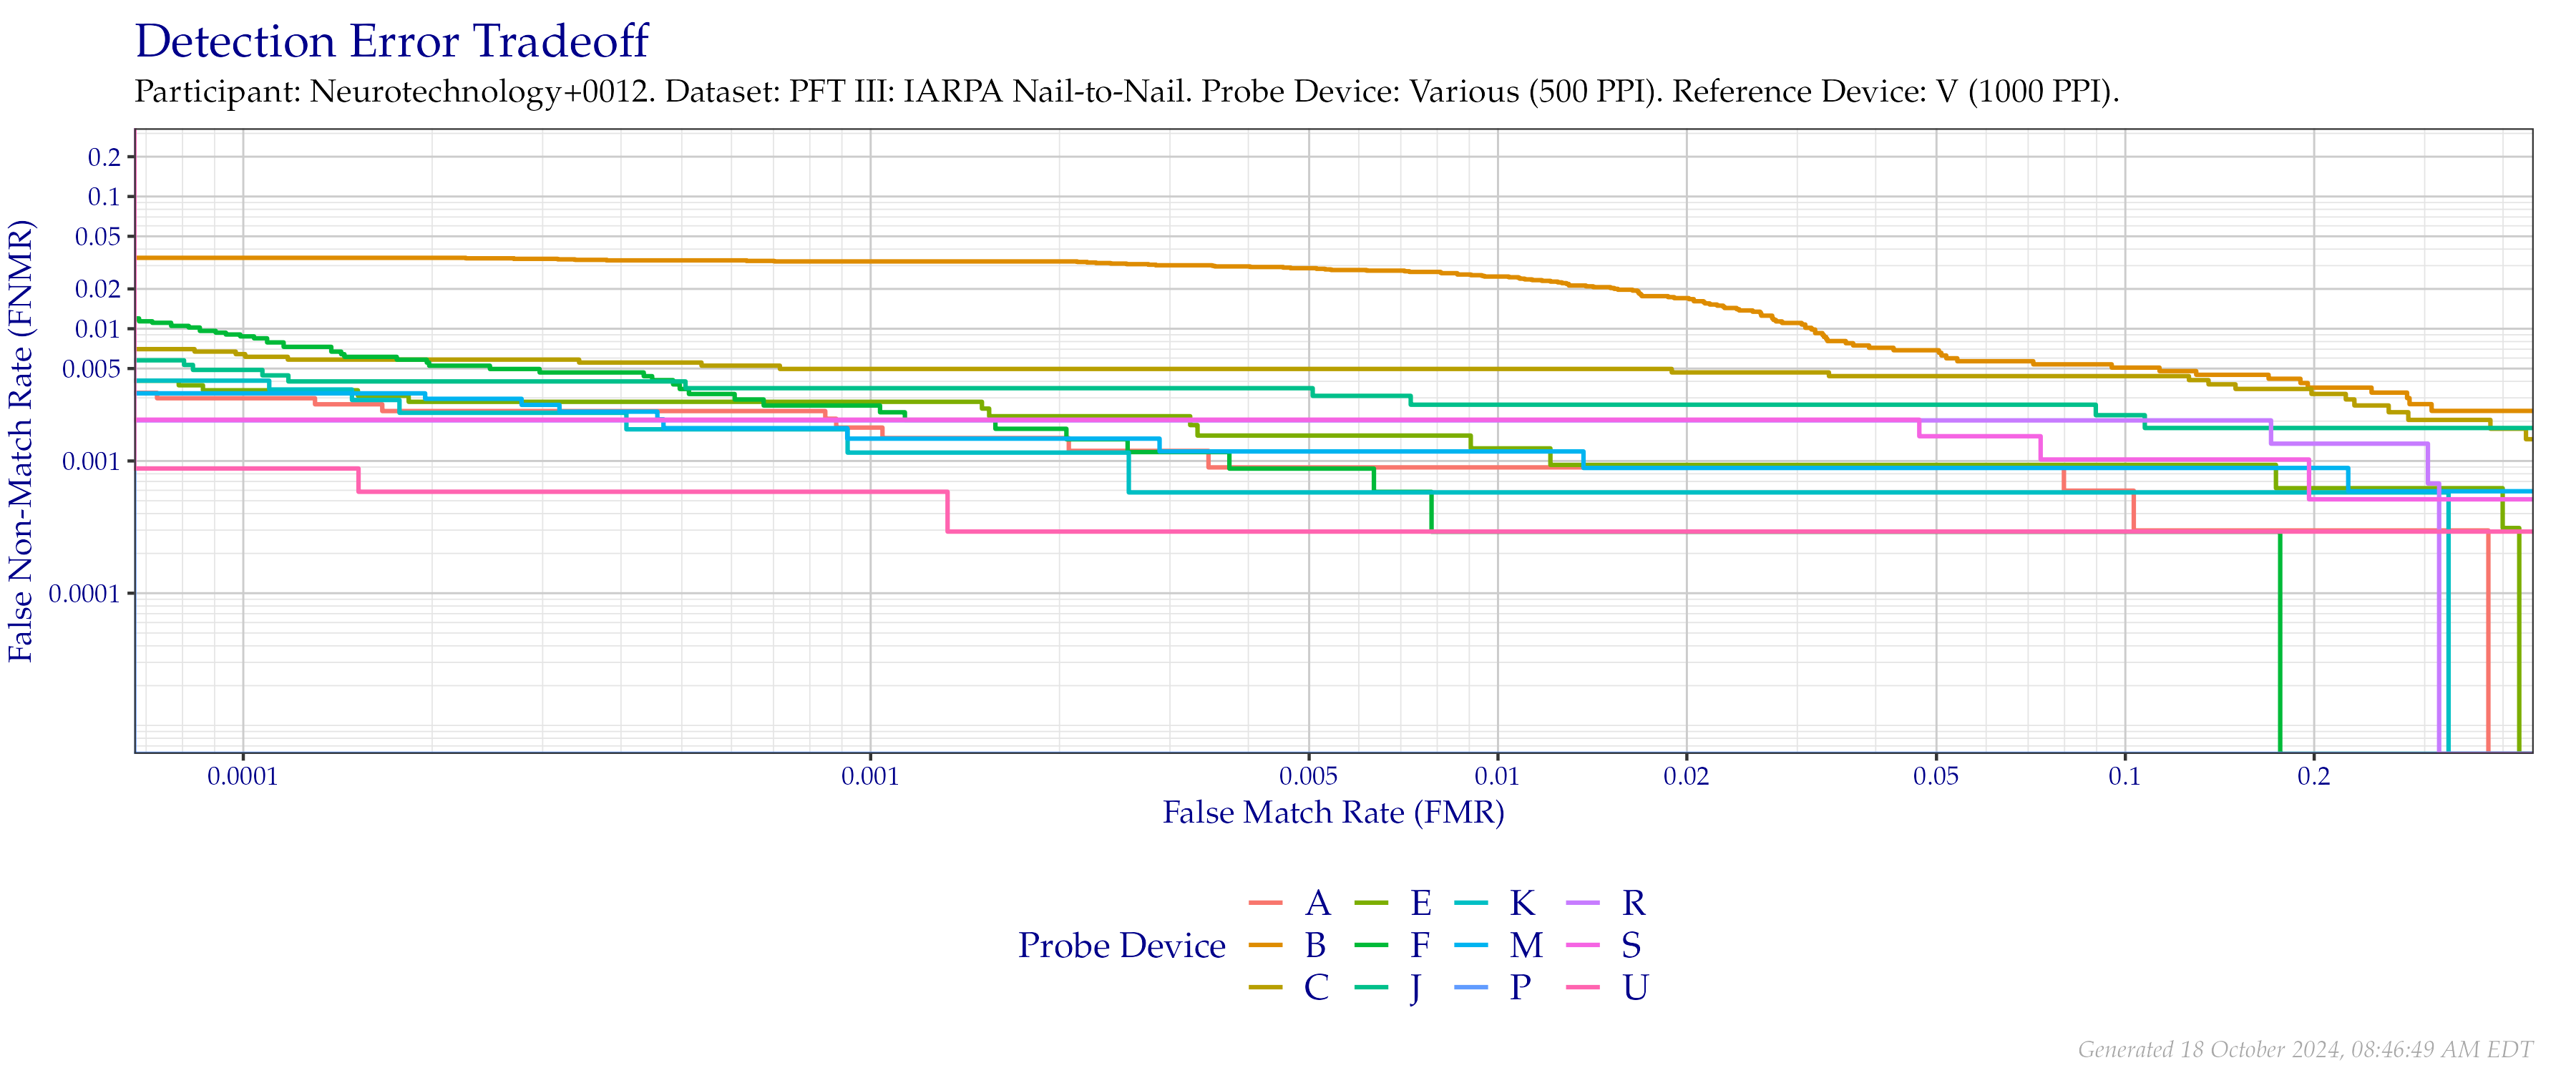 Detection Error Tradeoff
Participant: Neurotechnology+0012. Dataset: PFT III: IARPA Nail-to-Nail. Probe Device: Various (500 PPI). Reference Device: V (1000 PPI).
False Non-Match Rate (FNMR)
0.2
0.1
0.05
0.02
0.01
0.005
0.001
0.0001
0.0001 0.001 0.005 0.01 0.02 0.05 0.1 0.2
False Match Rate (FMR)
Probe Device
A E K R
B F M S
C J P U
Generated 18 October 2024, 08:46:49 AM EDT